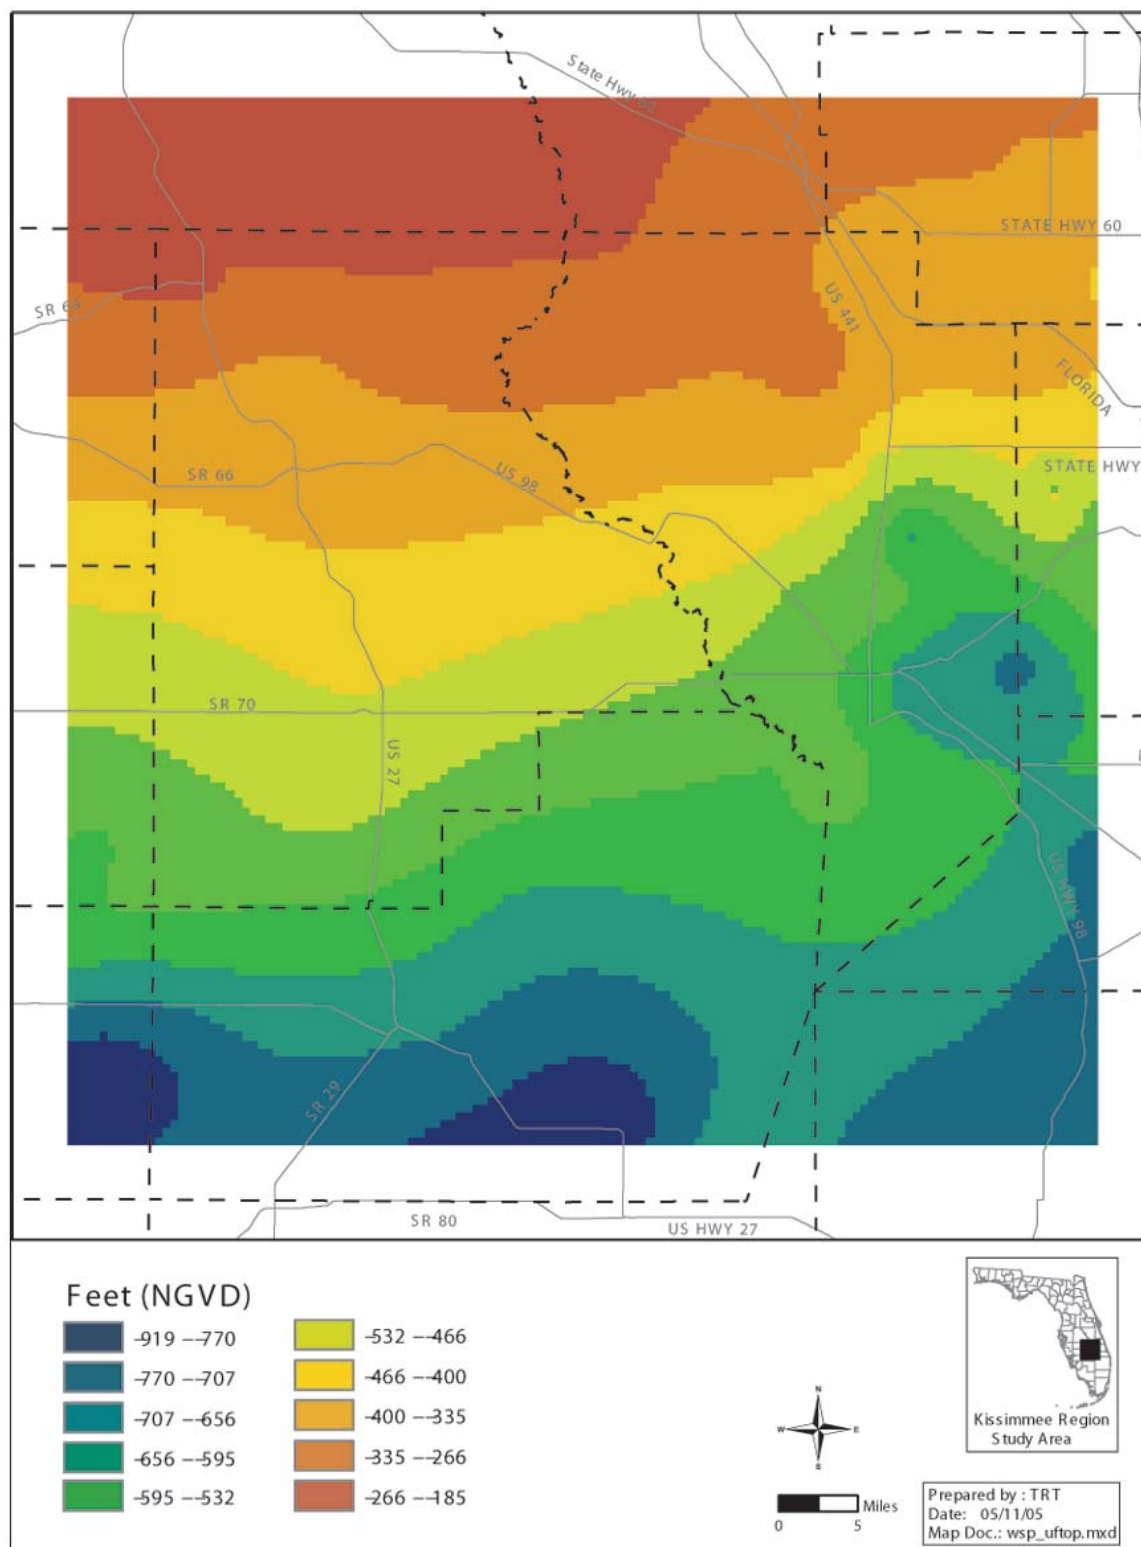 State Hwy 60
STATE HWY 60
SR 64
US 441
FLORIDA
SR 66
US 98
STATE HWY
SR 70
US 27
US HWY 98
SR 29
SR 80
US HWY 27
Feet (NGVD)
-919 --770
-770 --707
-707 --656
-656 --595
-595 --532
-532 --466
-466 --400
-400 --335
-335 --266
-266 --185
N
W E
S
Kissimmee Region
Study Area
Miles
0 5
Prepared by : TRT
Date: 05/11/05
Map Doc.: wsp_uftop.mxd